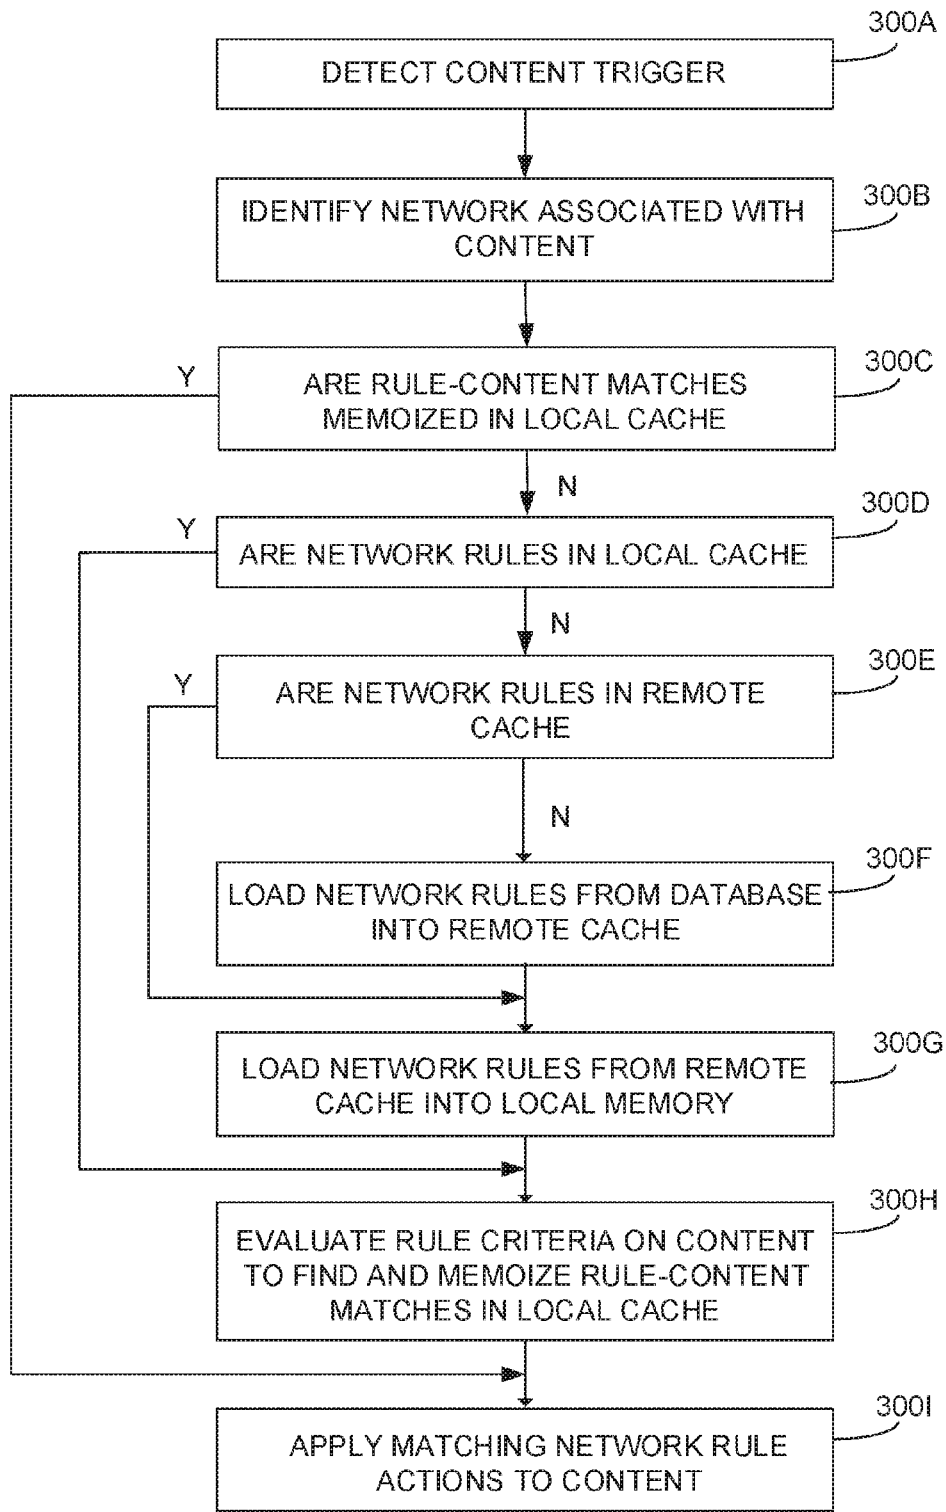 300A
DETECT CONTENT TRIGGER
300B
IDENTIFY NETWORK ASSOCIATED WITH
CONTENT
300C
Y
ARE RULE-CONTENT MATCHES
MEMOIZED IN LOCAL CACHE
N
300D
Y
ARE NETWORK RULES IN LOCAL CACHE
N
300E
Y
ARE NETWORK RULES IN REMOTE
CACHE
N
300F
LOAD NETWORK RULES FROM DATABASE
INTO REMOTE CACHE
300G
LOAD NETWORK RULES FROM REMOTE
CACHE INTO LOCAL MEMORY
300H
EVALUATE RULE CRITERIA ON CONTENT
TO FIND AND MEMOIZE RULE-CONTENT
MATCHES IN LOCAL CACHE
300I
APPLY MATCHING NETWORK RULE
ACTIONS TO CONTENT